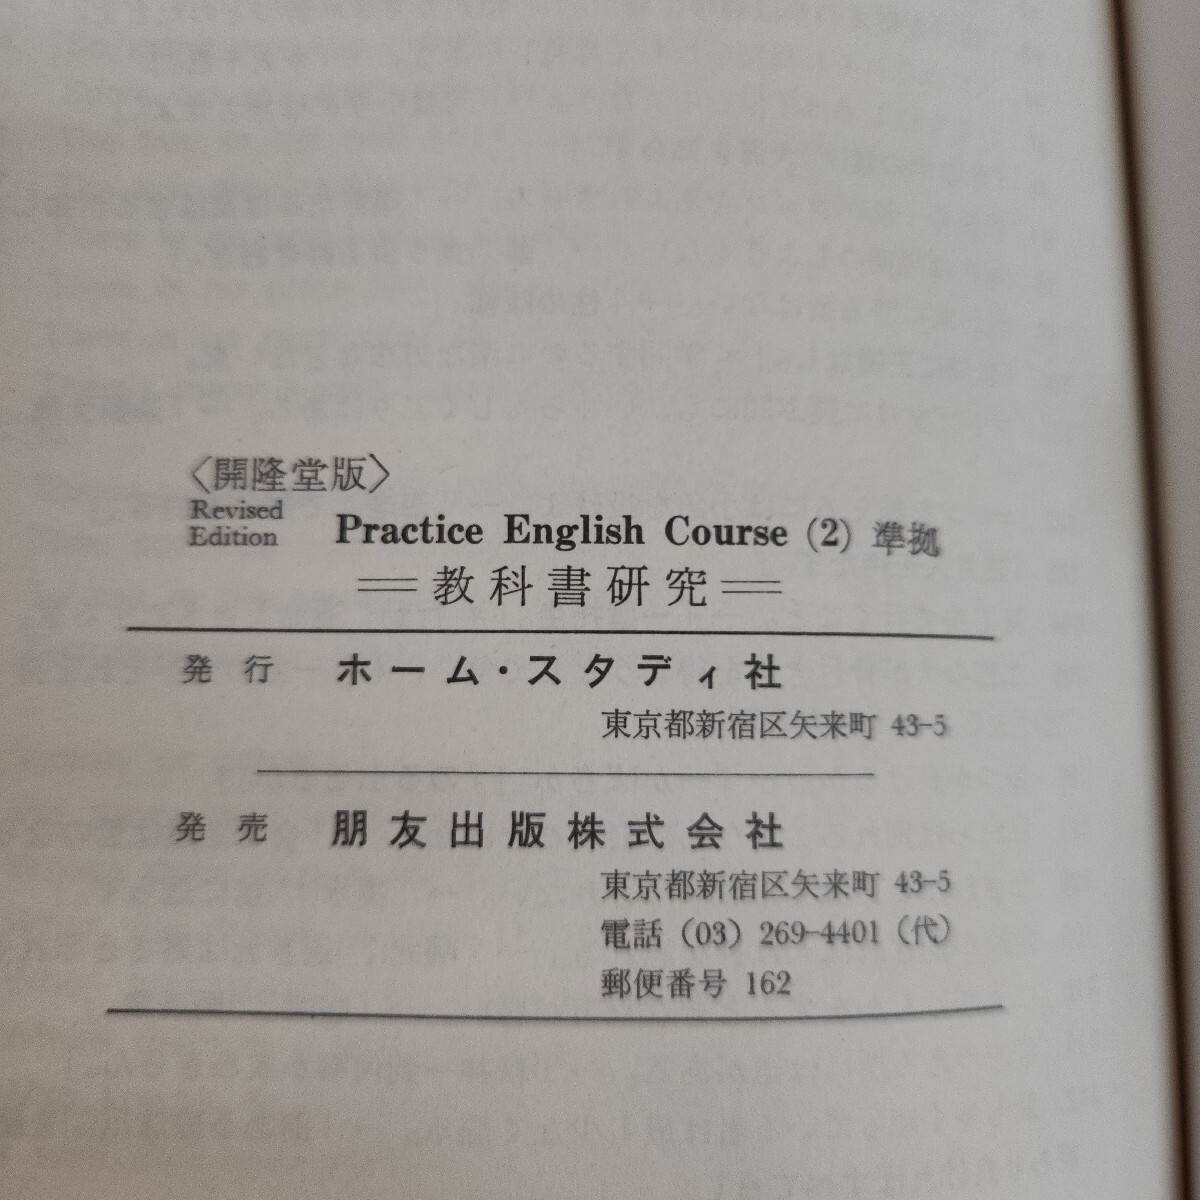 〈開隆堂版〉
Revised
Edition
Practice English Course (2) 準拠
＝教科書研究＝
発行 ホーム・スタディ社
東京都新宿区矢来町 43-5
発売 朋友出版株式会社
東京都新宿区矢来町 43-5
電話 (03) 269-4401 (代)
郵便番号 162